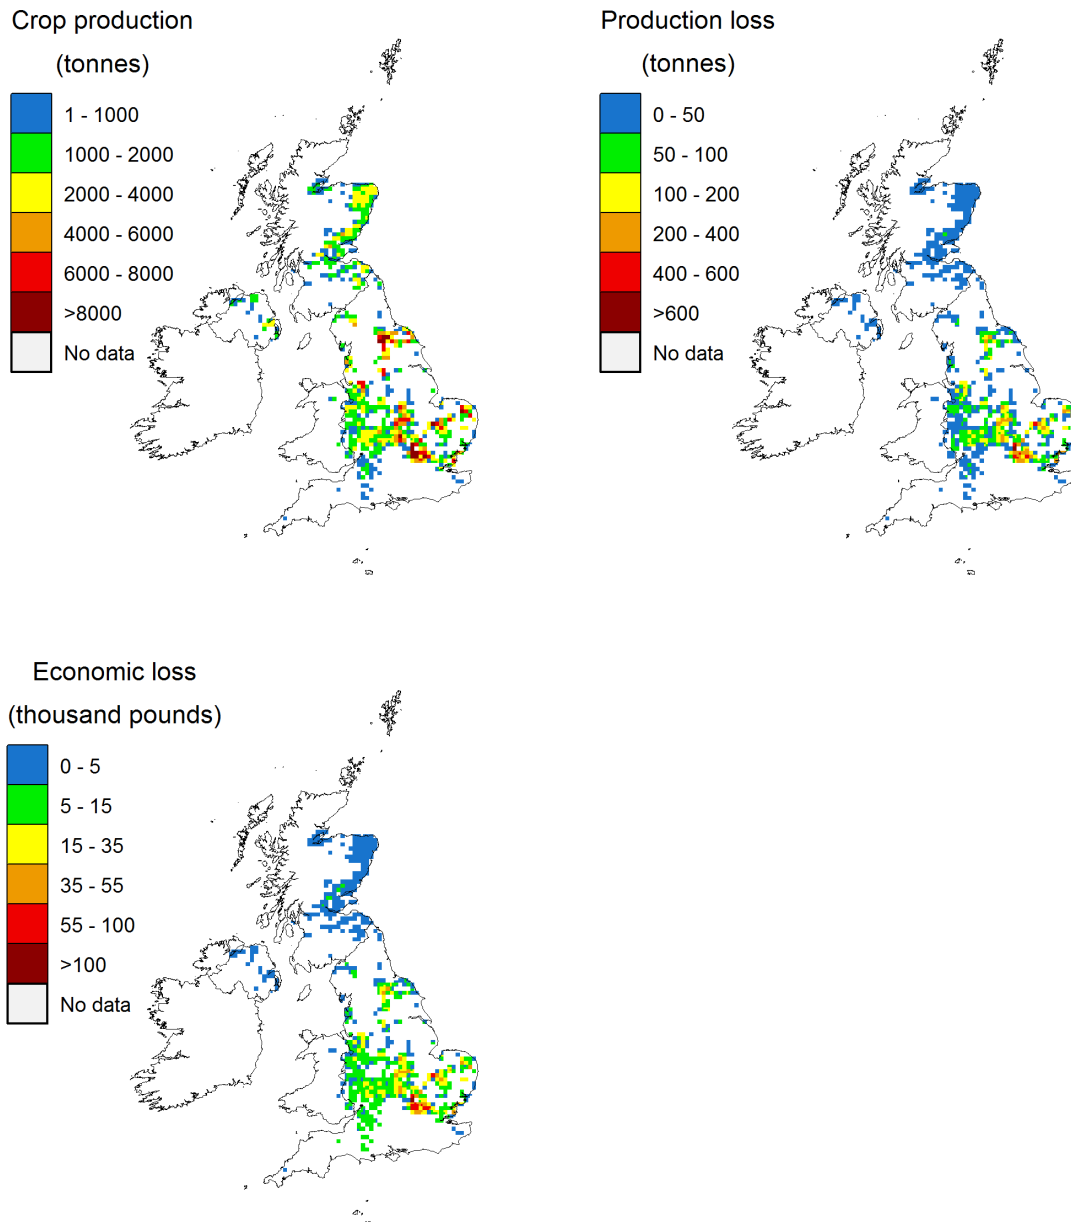 Crop production
(tonnes)
1 - 1000
1000 - 2000
2000 - 4000
4000 - 6000
6000 - 8000
>8000
No data
Production loss
(tonnes)
0 - 50
50 - 100
100 - 200
200 - 400
400 - 600
>600
No data
Economic loss
(thousand pounds)
0 - 5
5 - 15
15 - 35
35 - 55
55 - 100
>100
No data